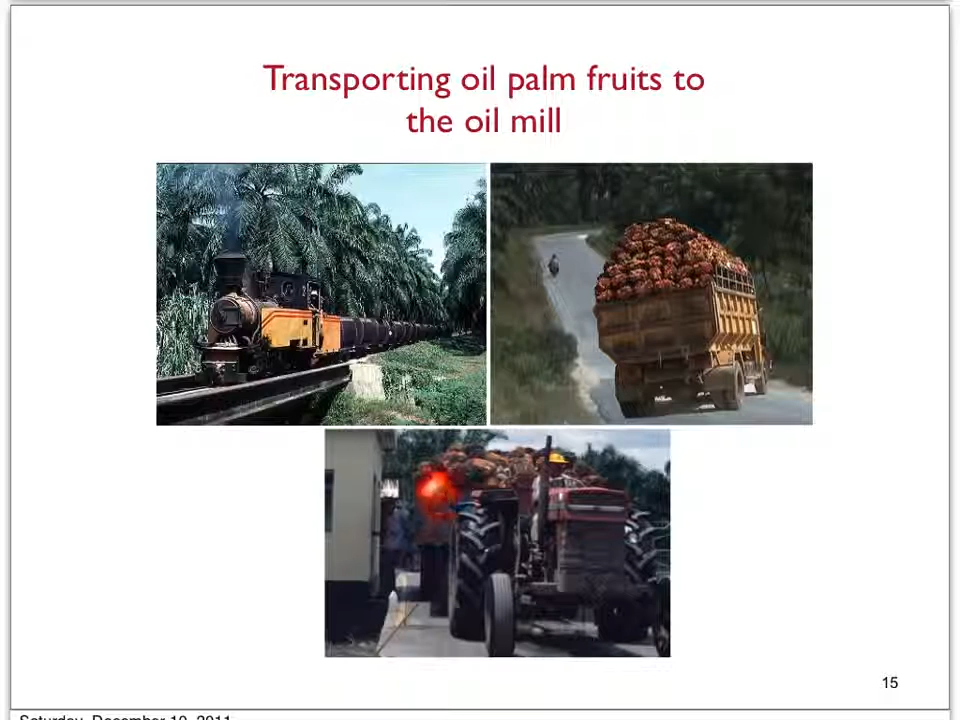 Transporting oil palm fruits to
the oil mill
15
Saturday, December 10, 2011